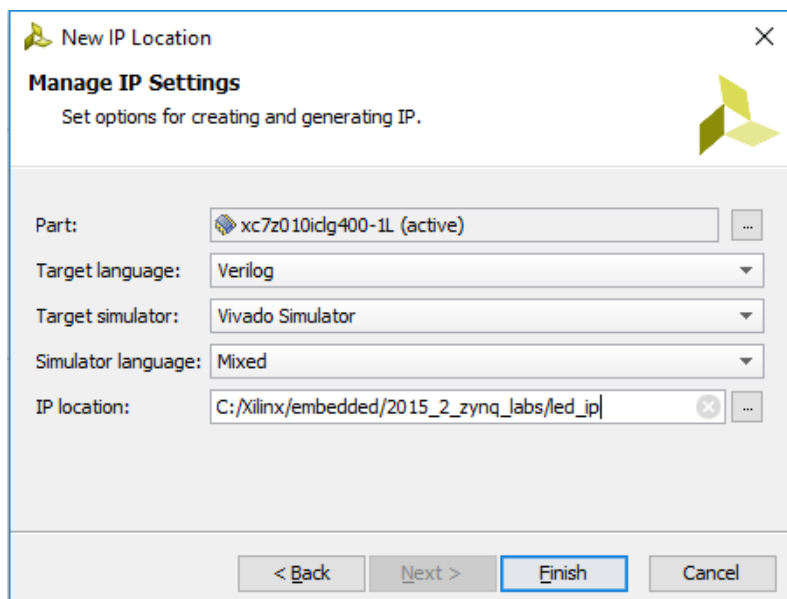 New IP Location
Manage IP Settings
Set options for creating and generating IP.
Part: xc7z010iclg400-1L (active) ...
Target language: Verilog
Target simulator: Vivado Simulator
Simulator language: Mixed
IP location: C:/Xilinx/embedded/2015_2_zynq_labs/led_ip ...
< Back Next > Finish Cancel